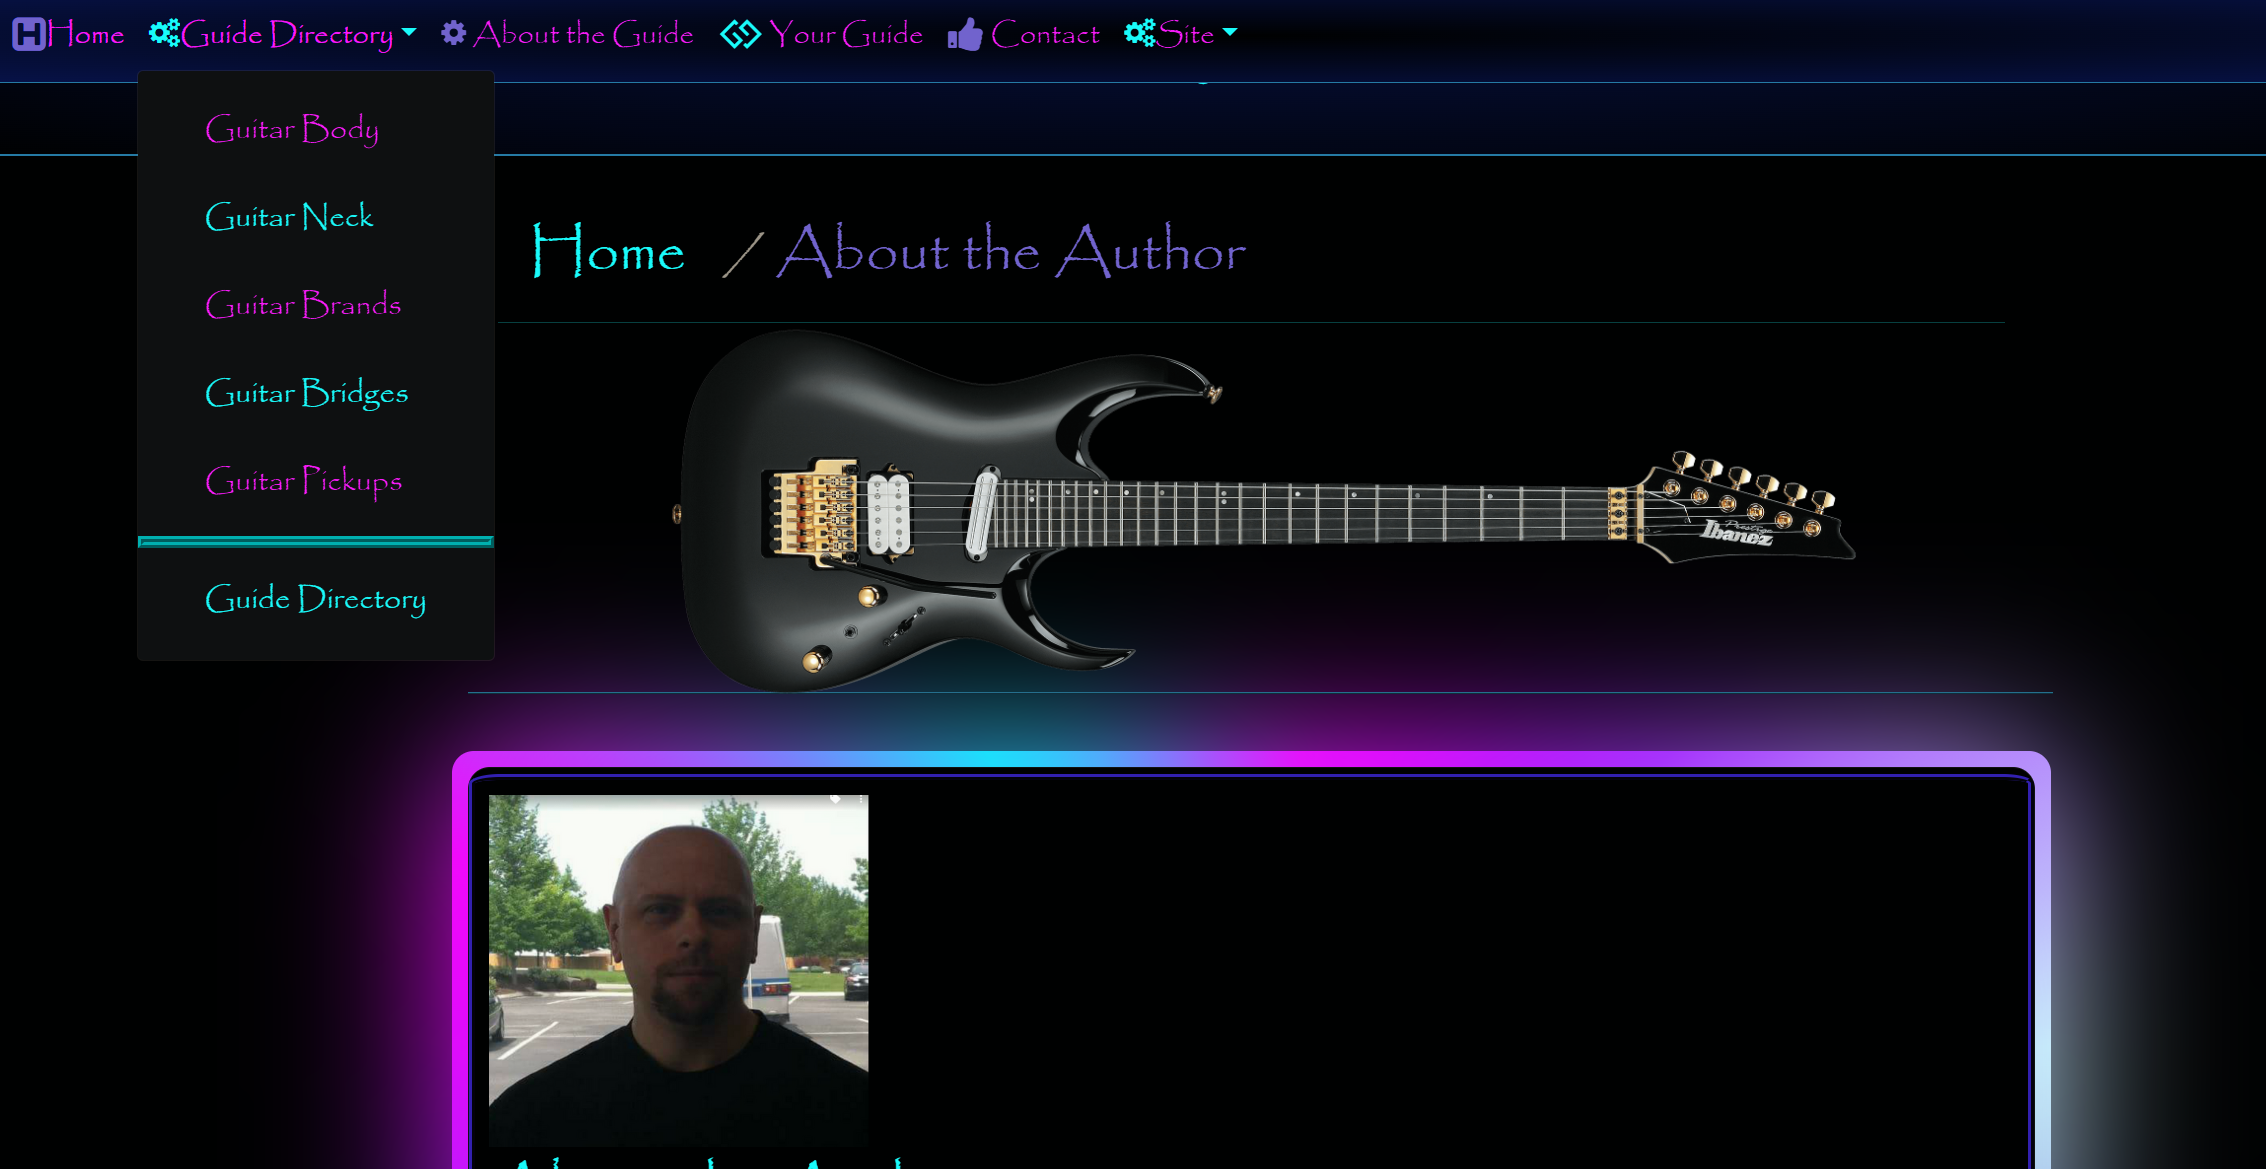 Home Guide Directory About the Guide Your Guide Contact Site
Guitar Body
Guitar Neck
Guitar Brands
Guitar Bridges
Guitar Pickups
Guide Directory
Home / About the Author
Prestige
Ibanez